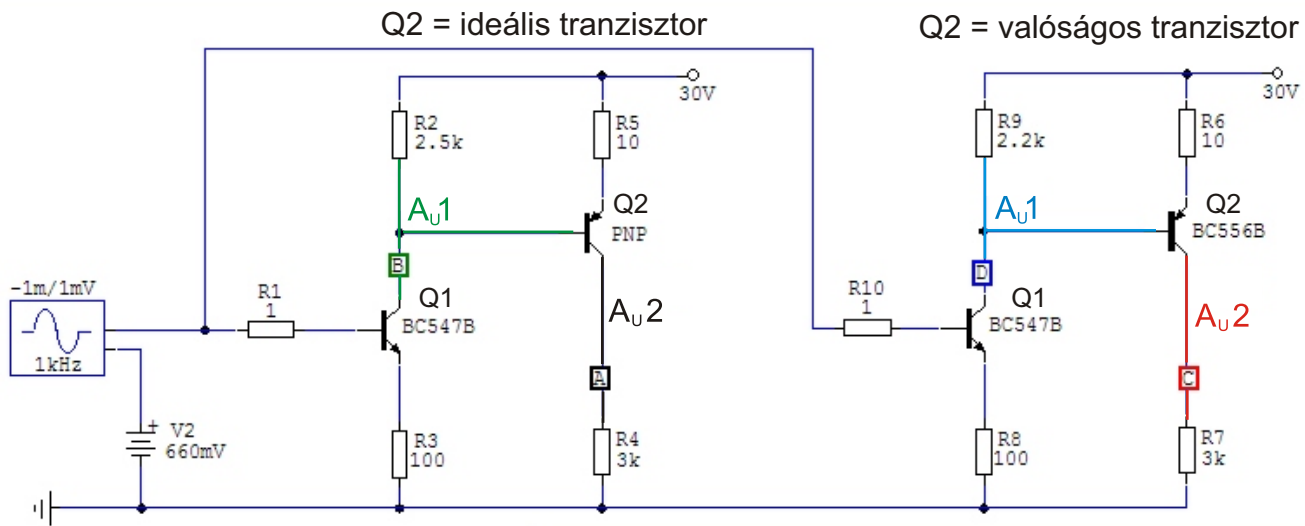 Q2 = ideális tranzisztor
Q2 = valóságos tranzisztor
30V
30V
R2
2.5k
R5
10
R9
2.2k
R6
10
AU1
Q2
PNP
AU1
Q2
BC556B
B
D
-1m/1mV
1kHz
R1
1
Q1
BC547B
AU2
R10
1
Q1
BC547B
AU2
A
C
+
V2
660mV
R3
100
R4
3k
R8
100
R7
3k